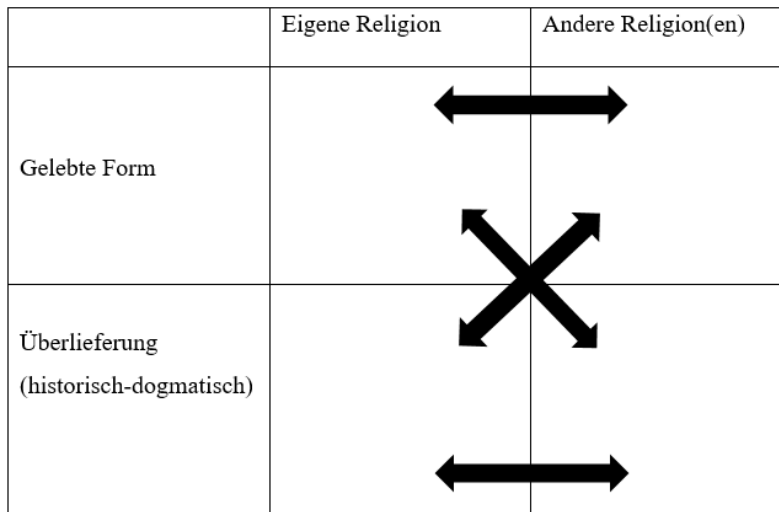 Eigene Religion
Andere Religion(en)
Gelebte Form
Überlieferung
(historisch-dogmatisch)